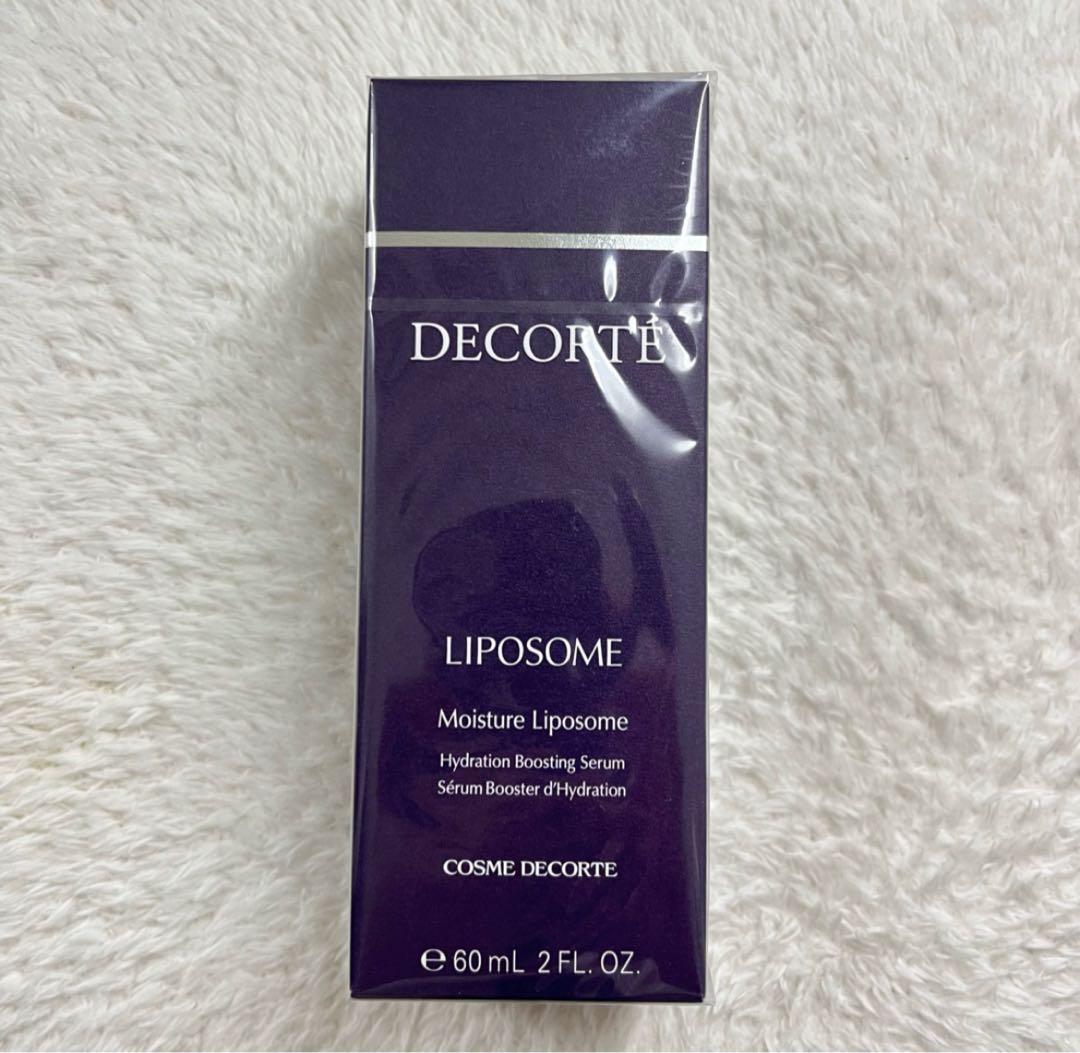 DECORTÉ
LIPOSOME
Moisture Liposome
Hydration Boosting Serum
Sérum Booster d'Hydration
COSME DECORTE
℮ 60 mL 2 FL. OZ.